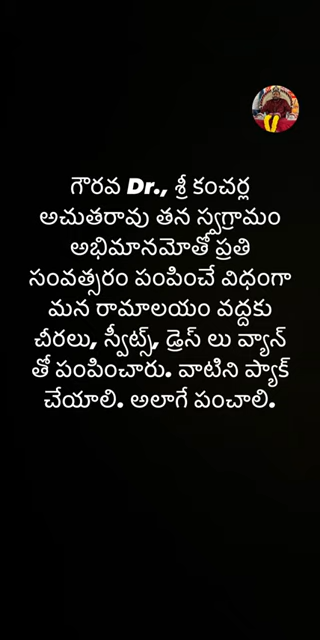 గౌరవ Dr., శ్రీ కంచర్ల
అచుతరావు తన స్వగ్రామం
అభిమానమోతో ప్రతి
సంవత్సరం పంపించే విధంగా
మన రామాలయం వద్దకు
చీరలు, స్వీట్స్, డ్రెస్ లు వ్యాన్
తో పంపించారు. వాటిని ప్యాక్
చేయాలి. అలాగే పంచాలి.